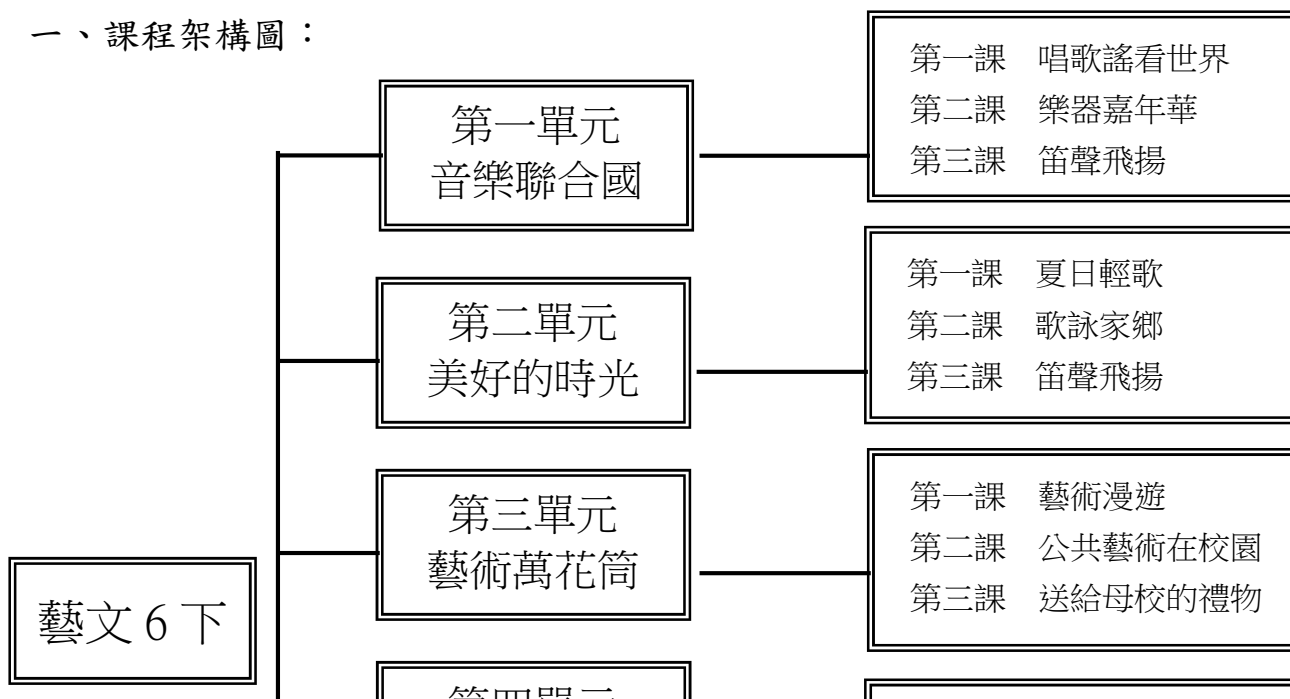 一、課程架構圖：
第一單元
音樂聯合國
第一課　唱歌謠看世界
第二課　樂器嘉年華
第三課　笛聲飛揚
第二單元
美好的時光
第一課　夏日輕歌
第二課　歌詠家鄉
第三課　笛聲飛揚
第三單元
藝術萬花筒
第一課　藝術漫遊
第二課　公共藝術在校園
第三課　送給母校的禮物
藝文6下
第四單元